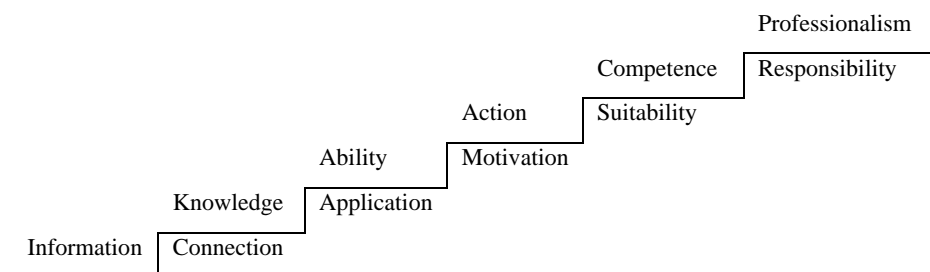 Professionalism
Competence Responsibility
Action Suitability
Ability Motivation
Knowledge Application
Information Connection